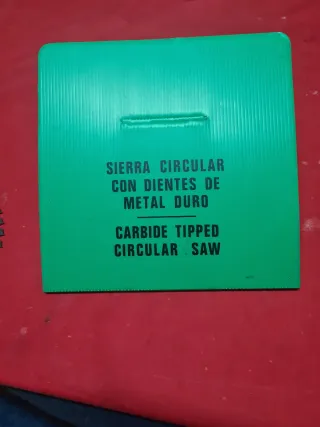 SIERRA CIRCULAR
CON DIENTES DE
METAL DURO
CARBIDE TIPPED
CIRCULAR SAW